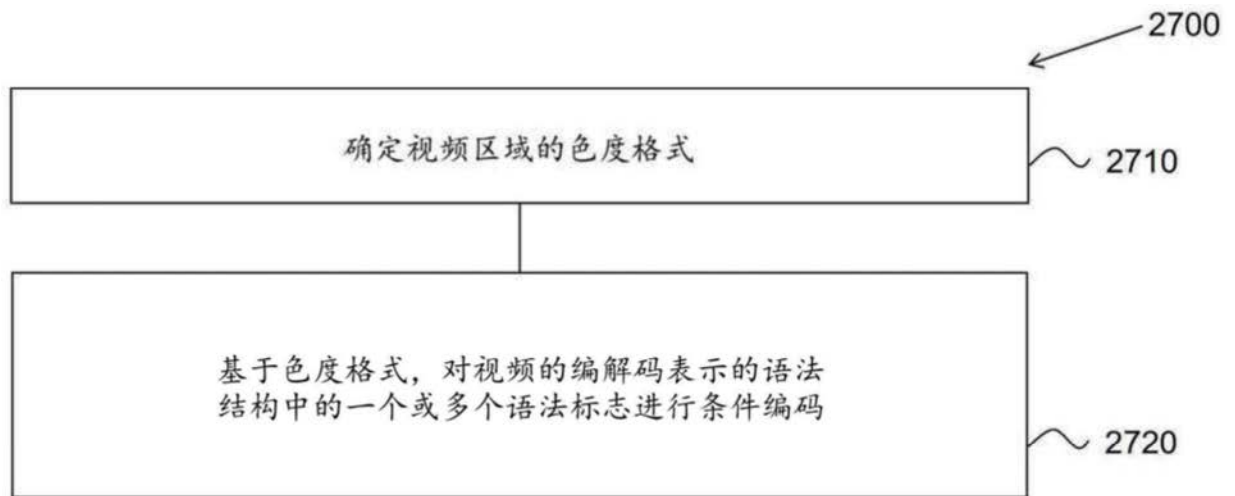 2700
确定视频区域的色度格式
2710
基于色度格式，对视频的编解码表示的语法
结构中的一个或多个语法标志进行条件编码
2720